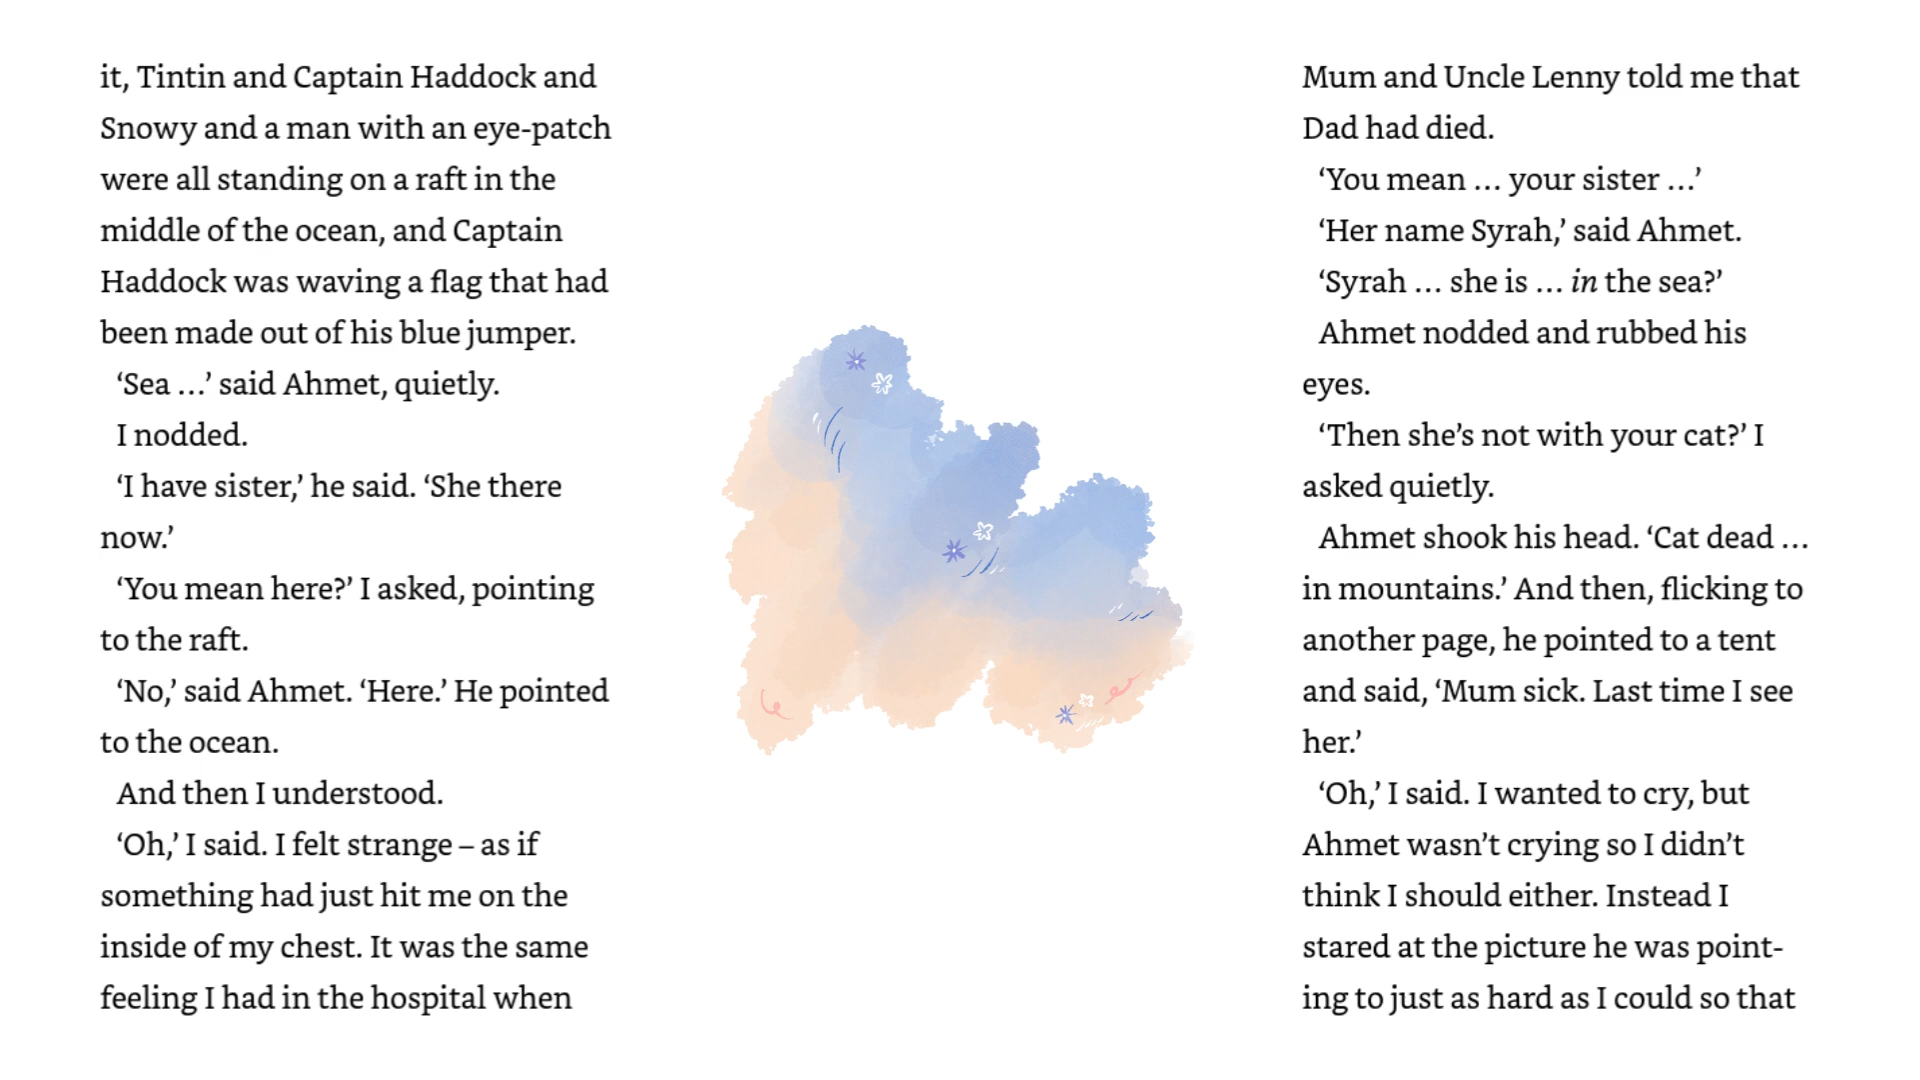 it, Tintin and Captain Haddock and
Snowy and a man with an eye-patch
were all standing on a raft in the
middle of the ocean, and Captain
Haddock was waving a flag that had
been made out of his blue jumper.
‘Sea …’ said Ahmet, quietly.
I nodded.
‘I have sister,’ he said. ‘She there
now.’
‘You mean here?’ I asked, pointing
to the raft.
‘No,’ said Ahmet. ‘Here.’ He pointed
to the ocean.
And then I understood.
‘Oh,’ I said. I felt strange – as if
something had just hit me on the
inside of my chest. It was the same
feeling I had in the hospital when
Mum and Uncle Lenny told me that
Dad had died.
‘You mean … your sister …’
‘Her name Syrah,’ said Ahmet.
‘Syrah … she is … in the sea?’
Ahmet nodded and rubbed his
eyes.
‘Then she’s not with your cat?’ I
asked quietly.
Ahmet shook his head. ‘Cat dead …
in mountains.’ And then, flicking to
another page, he pointed to a tent
and said, ‘Mum sick. Last time I see
her.’
‘Oh,’ I said. I wanted to cry, but
Ahmet wasn’t crying so I didn’t
think I should either. Instead I
stared at the picture he was point-
ing to just as hard as I could so that